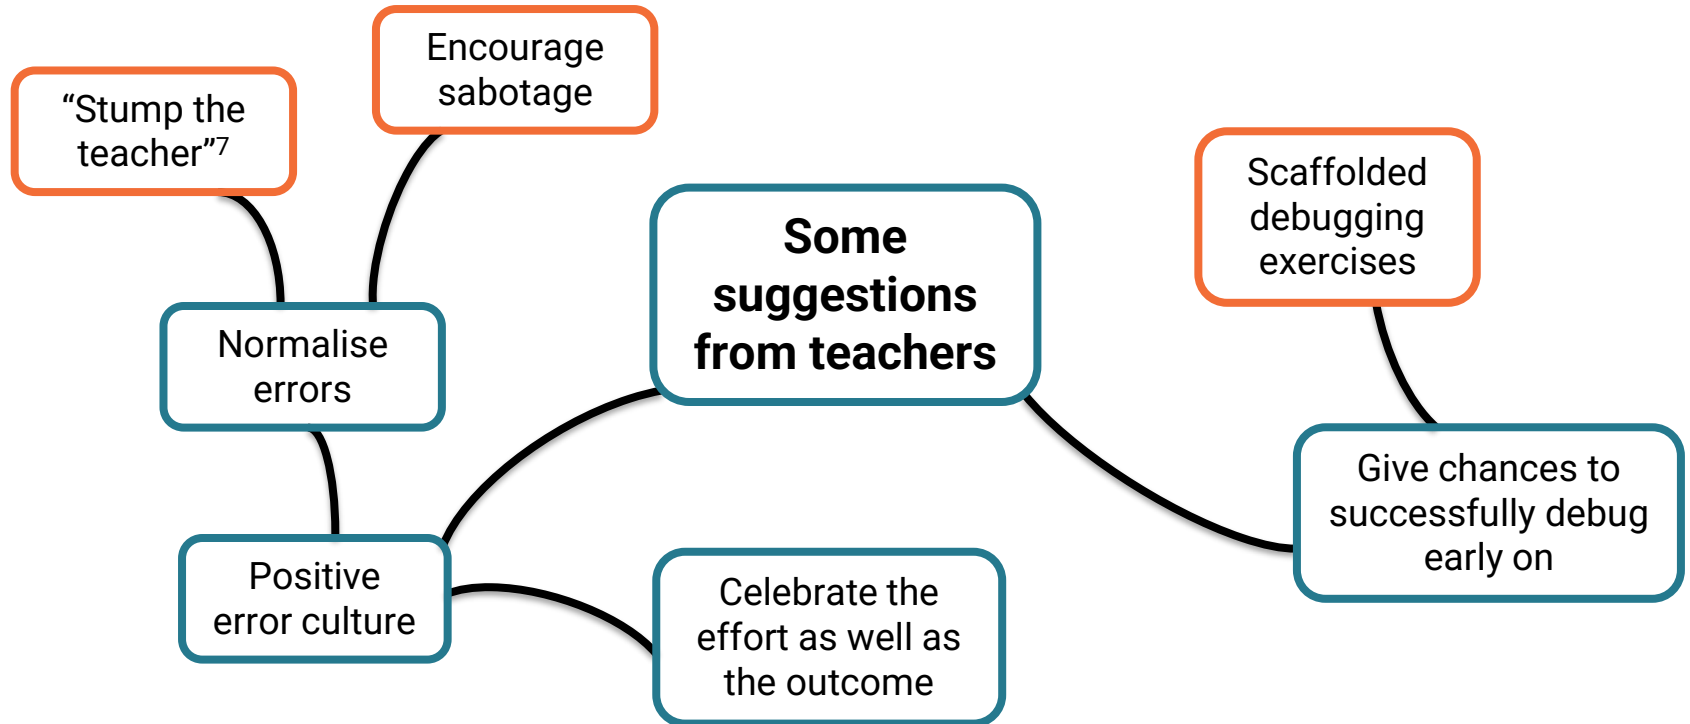 Encourage
sabotage
“Stump the
teacher”⁷
Some
suggestions
from teachers
Scaffolded
debugging
exercises
Normalise
errors
Give chances to
successfully debug
early on
Positive
error culture
Celebrate the
effort as well as
the outcome